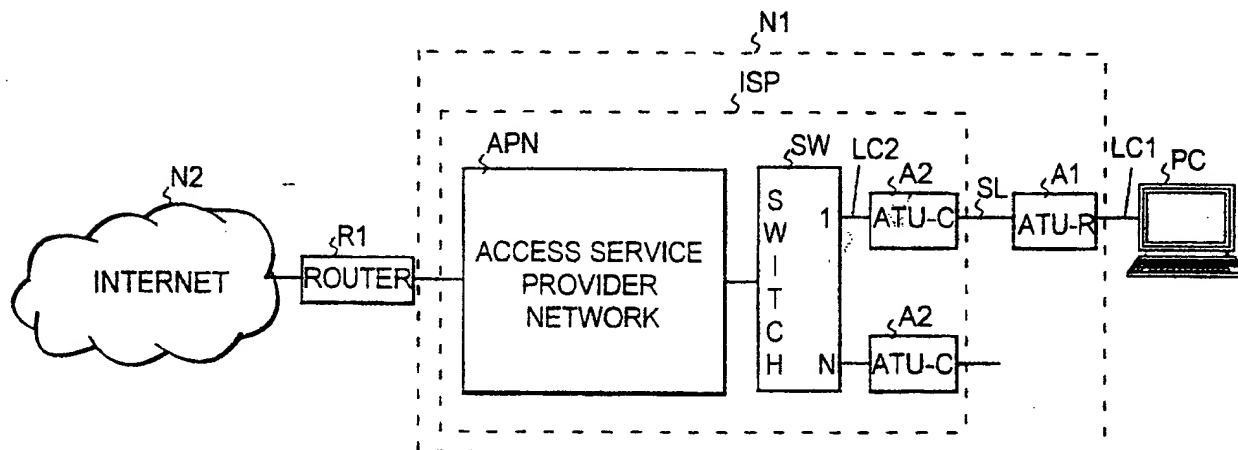 N1
ISP
APN
SW
LC2
A2
SL
A1
LC1
PC
N2
R1
INTERNET
ROUTER
ACCESS SERVICE
PROVIDER
NETWORK
SWITCH
1
ATU-C
ATU-R
A2
N
ATU-C